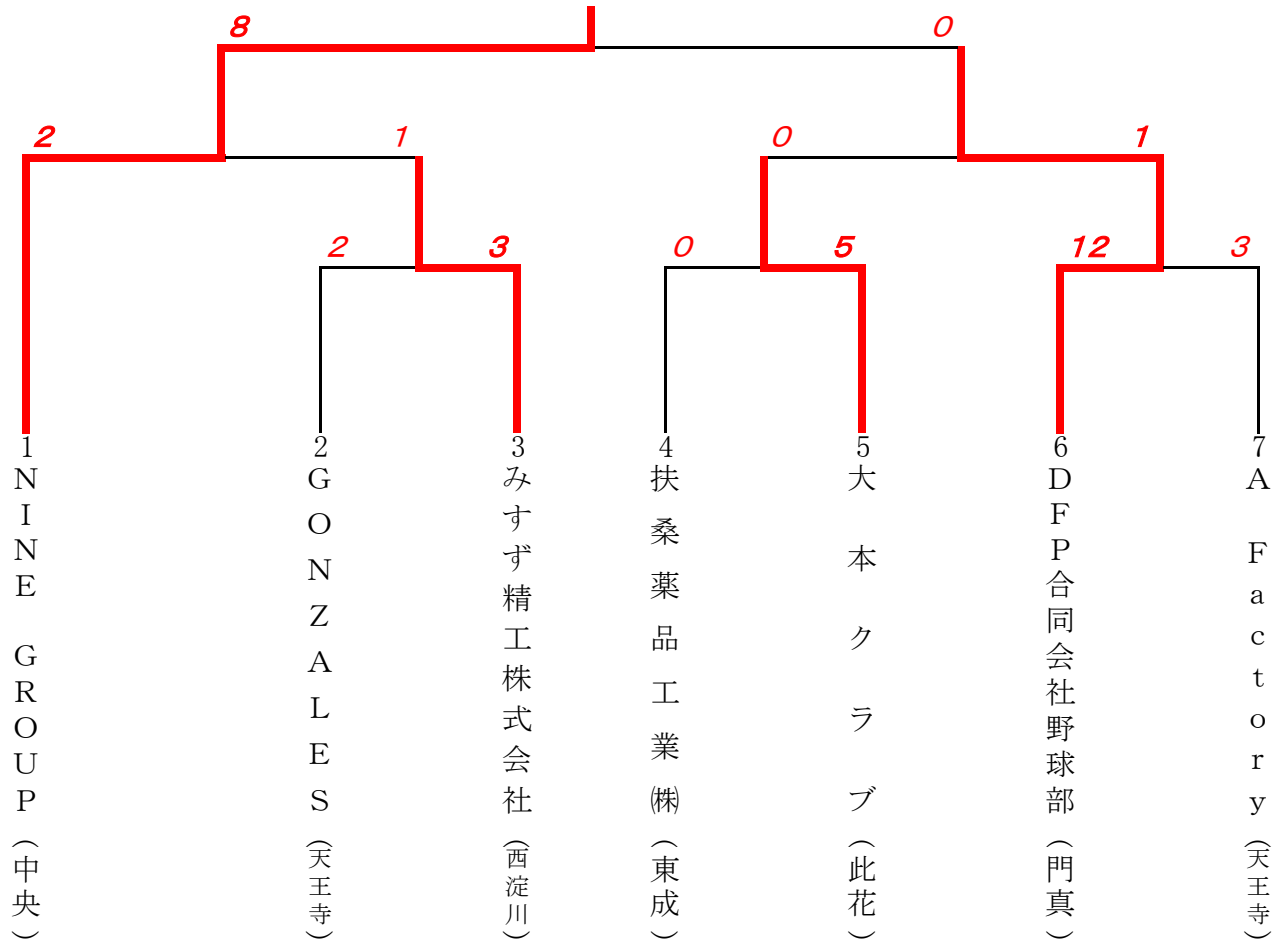 8 0
2 1 0 1
2 3 0 5 12 3
1 NINE GROUP (中央)
2 GONZALES (天王寺)
3 みすず精工株式会社 (西淀川)
4 扶桑薬品工業㈱ (東成)
5 大本クラブ (此花)
6 DFP合同会社野球部 (門真)
7 A Factory (天王寺)